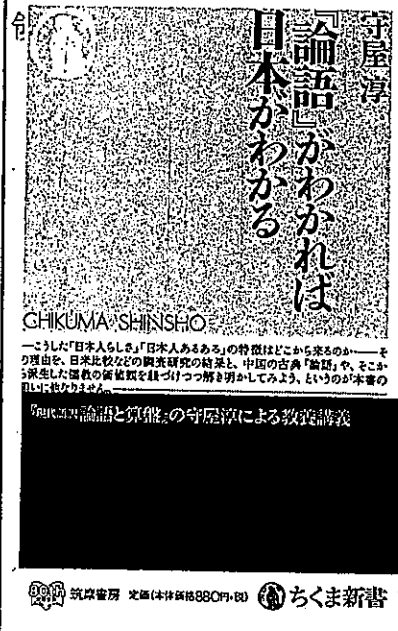 守屋 淳
『論語』がわかれば
日本がわかる
CHIKUMA SHINSHO
―こうした「日本人らしさ」「日本人あるある」の特徴はどこから来るのか――そ
の理由を、日米比較などの調査研究の結果と、中国の古典『論語』や、そこか
ら派生した儒教の価値観を紐づけつつ解き明かしてみよう、というのが本書の
狙いに他なりません。
『現代語訳論語と算盤』の守屋淳による教養講義
筑摩書房 定価(本体価格880円+税) ちくま新書